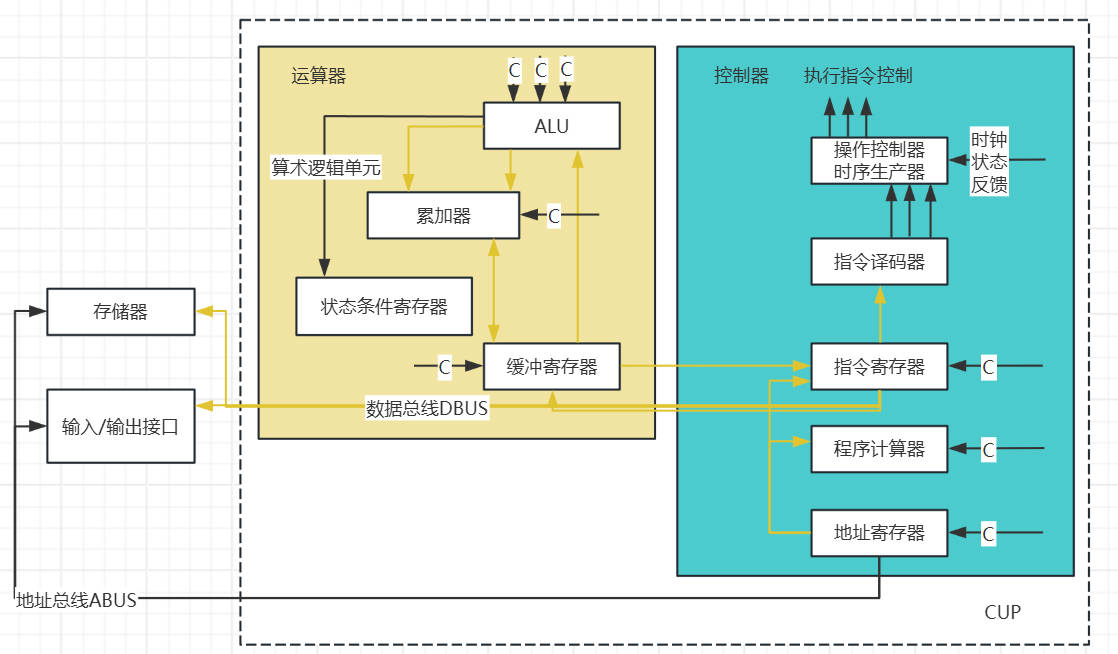 运算器
C C C
ALU
算术逻辑单元
累加器
C
状态条件寄存器
C
缓冲寄存器
数据总线DBUS
控制器
执行指令控制
操作控制器
时序生产器
时钟
状态
反馈
指令译码器
指令寄存器
C
程序计算器
C
地址寄存器
C
存储器
输入/输出接口
地址总线ABUS
CUP